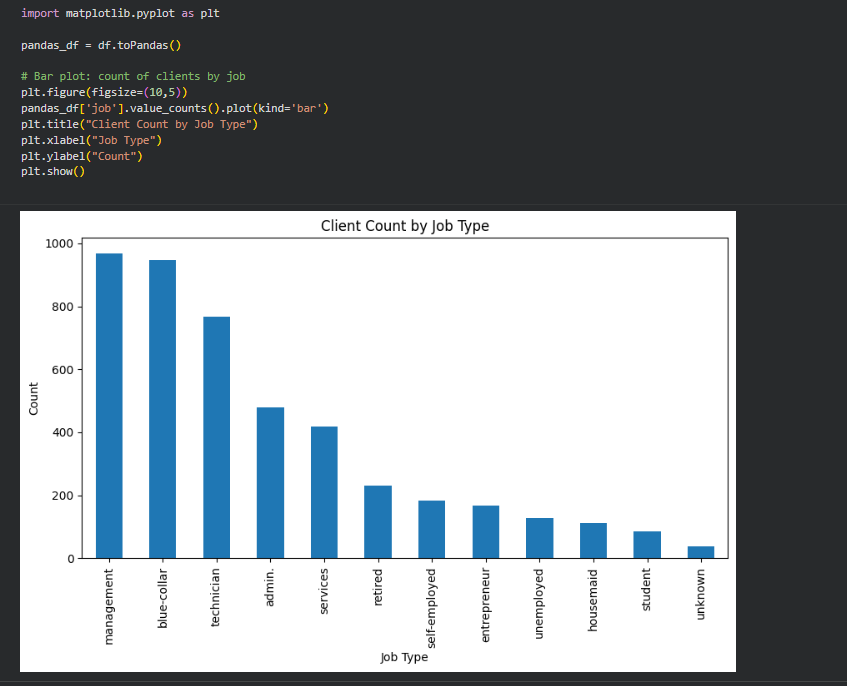 import matplotlib.pyplot as plt
pandas_df = df.toPandas()
# Bar plot: count of clients by job
plt.figure(figsize=(10,5))
pandas_df['job'].value_counts().plot(kind='bar')
plt.title("Client Count by Job Type")
plt.xlabel("Job Type")
plt.ylabel("Count")
plt.show()
Client Count by Job Type
1000
800
600
400
200
0
Count
management
blue-collar
technician
admin.
services
retired
self-employed
entrepreneur
unemployed
housemaid
student
unknown
Job Type